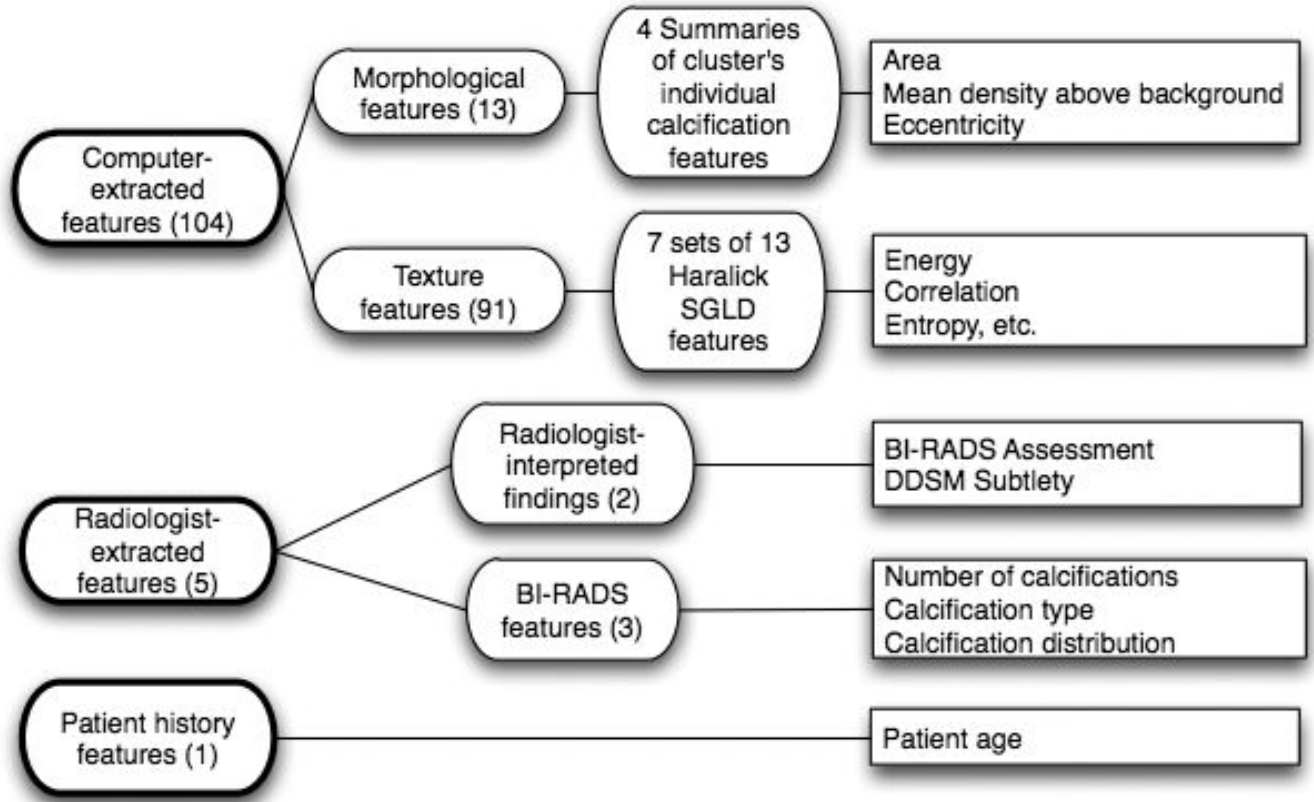 Computer-
extracted
features (104)
Morphological
features (13)
4 Summaries
of cluster's
individual
calcification
features
Area
Mean density above background
Eccentricity
Texture
features (91)
7 sets of 13
Haralick
SGLD
features
Energy
Correlation
Entropy, etc.
Radiologist-
extracted
features (5)
Radiologist-
interpreted
findings (2)
BI-RADS Assessment
DDSM Subtlety
BI-RADS
features (3)
Number of calcifications
Calcification type
Calcification distribution
Patient history
features (1)
Patient age